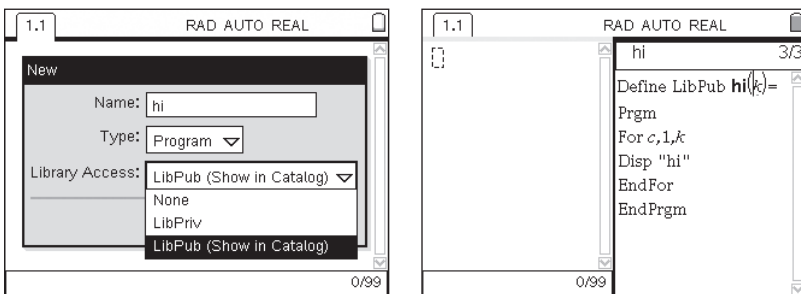 1.1 RAD AUTO REAL
New
Name: hi
Type: Program
Library Access: LibPub (Show in Catalog)
None
LibPriv
LibPub (Show in Catalog)
0/99
1.1 RAD AUTO REAL
hi 3/3
Define LibPub hi(k)=
Prgm
For c,1,k
Disp "hi"
EndFor
EndPrgm
0/99